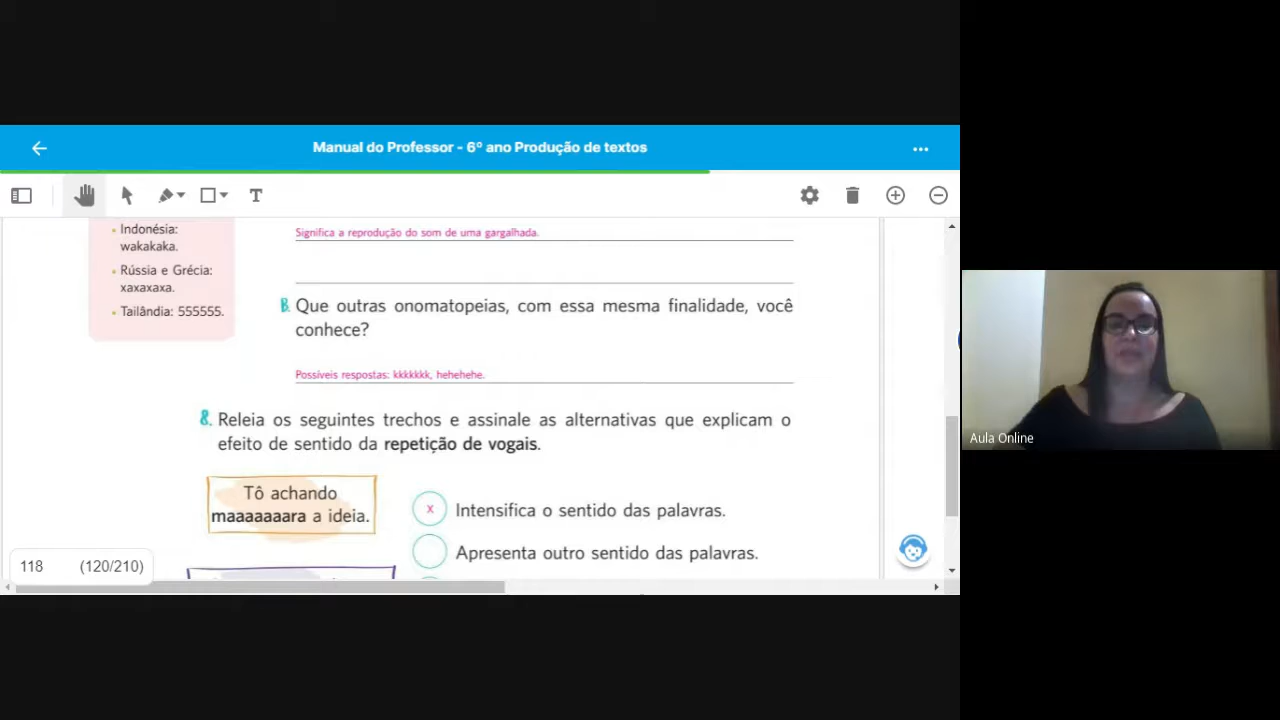 Manual do Professor - 6º ano Produção de textos
T
Indonésia:
wakakaka.
Rússia e Grécia:
xaxaxaxa.
Tailândia: 555555.
Significa a reprodução do som de uma gargalhada.
B. Que outras onomatopeias, com essa mesma finalidade, você
conhece?
Possíveis respostas: kkkkkkk, hehehehe.
8. Releia os seguintes trechos e assinale as alternativas que explicam o
efeito de sentido da repetição de vogais.
Tô achando
maaaaaaara a ideia.
x Intensifica o sentido das palavras.
Apresenta outro sentido das palavras.
118 (120/210)
Aula Online